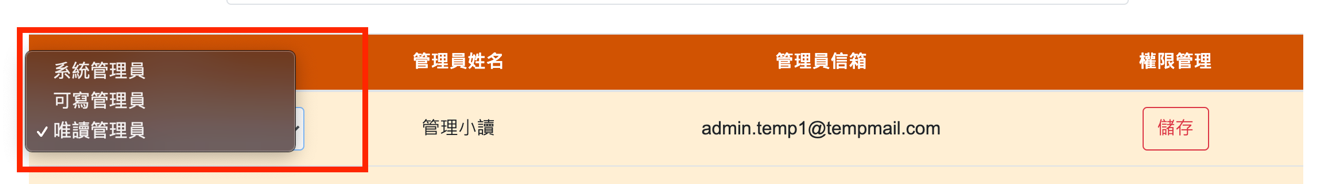 管理員姓名 管理員信箱 權限管理
系統管理員
可寫管理員
✓ 唯讀管理員 管理小讀 admin.temp1@tempmail.com 儲存